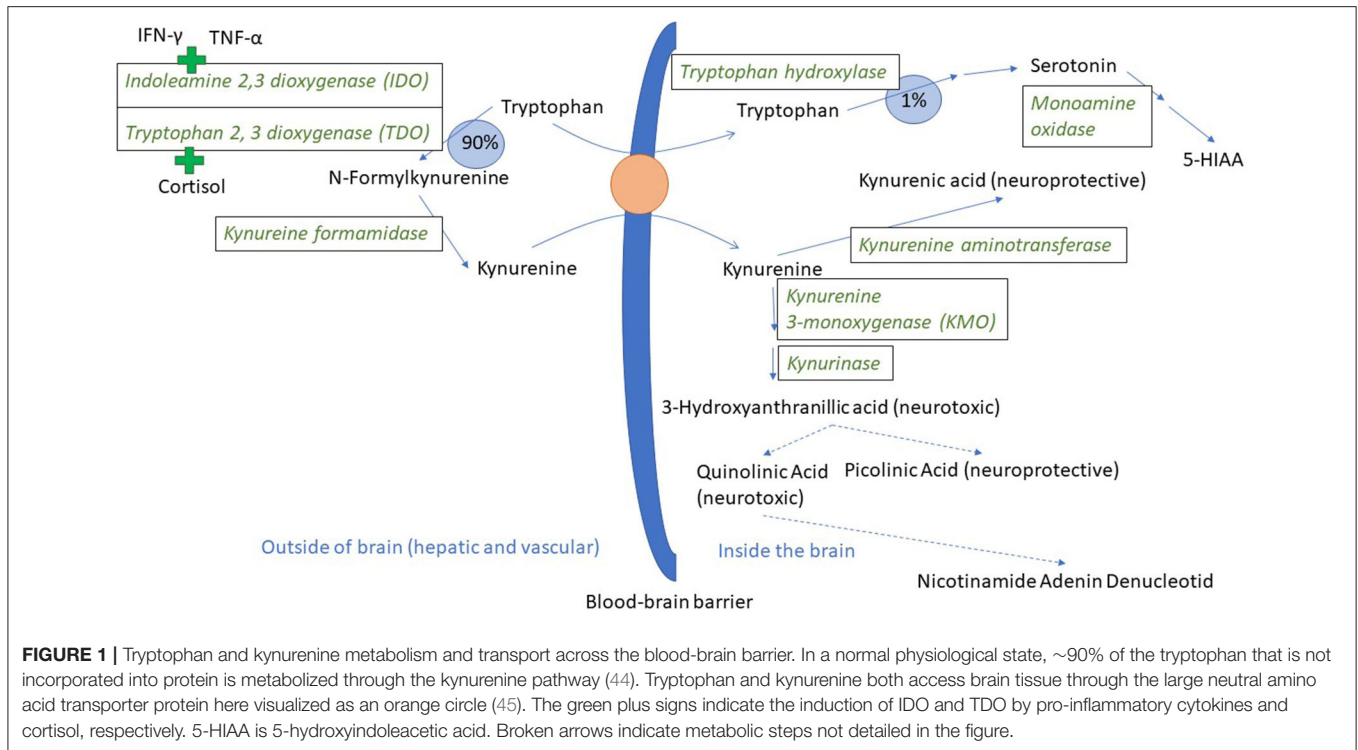 IFN-γ TNF-α
Indoleamine 2,3 dioxygenase (IDO)
Tryptophan 2, 3 dioxygenase (TDO)
Cortisol
Tryptophan
90%
N-Formylkynurenine
Kynureine formamidase
Kynurenine
Tryptophan hydroxylase
Tryptophan
1%
Serotonin
Monoamine
oxidase
5-HIAA
Kynurenic acid (neuroprotective)
Kynurenine aminotransferase
Kynurenine
Kynurenine
3-monoxygenase (KMO)
Kynurinase
3-Hydroxyanthranillic acid (neurotoxic)
Quinolinic Acid
(neurotoxic)
Picolinic Acid (neuroprotective)
Outside of brain (hepatic and vascular)
Inside the brain
Nicotinamide Adenin Denucleotid
Blood-brain barrier
FIGURE 1 | Tryptophan and kynurenine metabolism and transport across the blood-brain barrier. In a normal physiological state, ~90% of the tryptophan that is not
incorporated into protein is metabolized through the kynurenine pathway (44). Tryptophan and kynurenine both access brain tissue through the large neutral amino
acid transporter protein here visualized as an orange circle (45). The green plus signs indicate the induction of IDO and TDO by pro-inflammatory cytokines and
cortisol, respectively. 5-HIAA is 5-hydroxyindoleacetic acid. Broken arrows indicate metabolic steps not detailed in the figure.